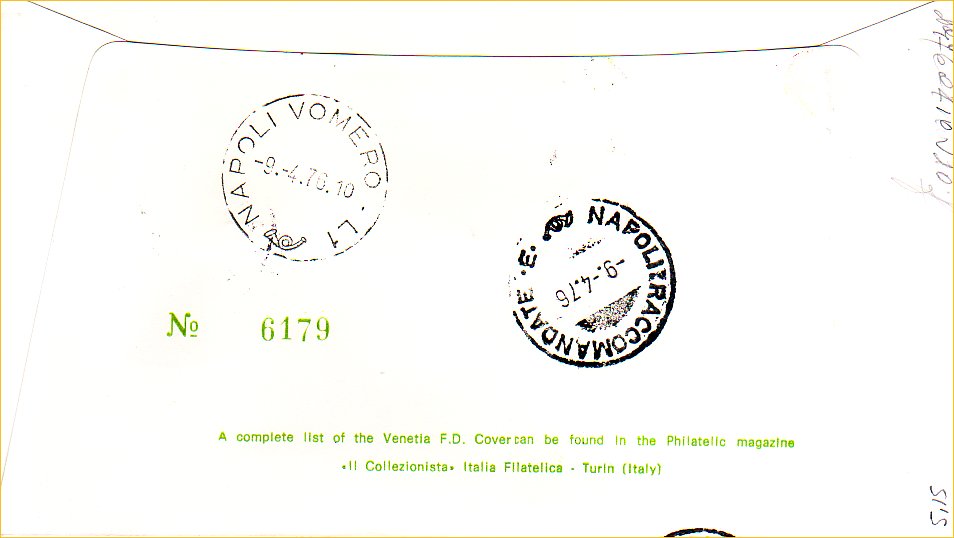 NAPOLI VOMERO . L1
-9.-4.76.10
NAPOLI RACCOMANDATE .E.
-9.-4.76
№ 6179
A complete list of the Venetia F.D. Cover can be found in the Philatelic magazine
«Il Collezionista» Italia Filatelica - Turin (Italy)